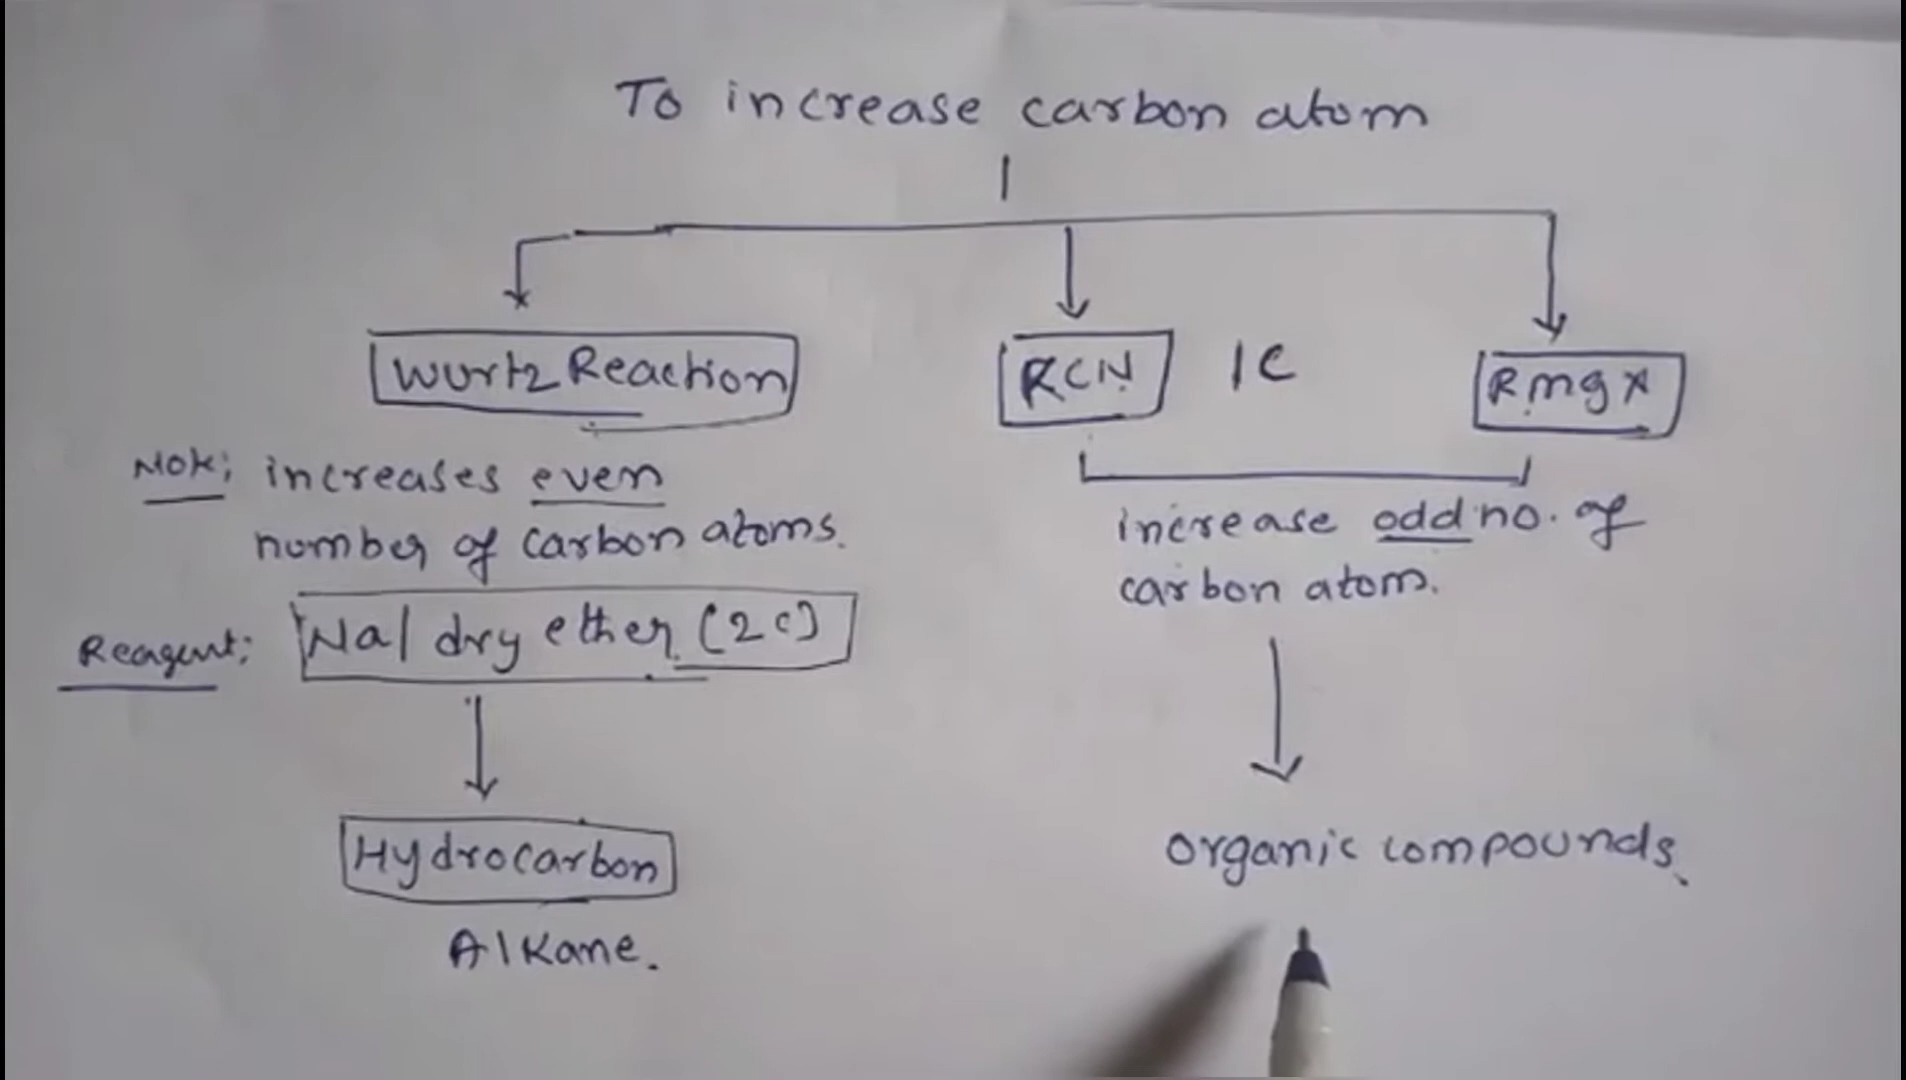 To increase carbon atom
Wurtz Reaction
RCN
1C
Rmgx
Note: increases even
number of carbon atoms.
increase odd no. of
carbon atom.
Reagent: Na/dry ether (2C)
Hydrocarbon
Alkane.
organic compounds.